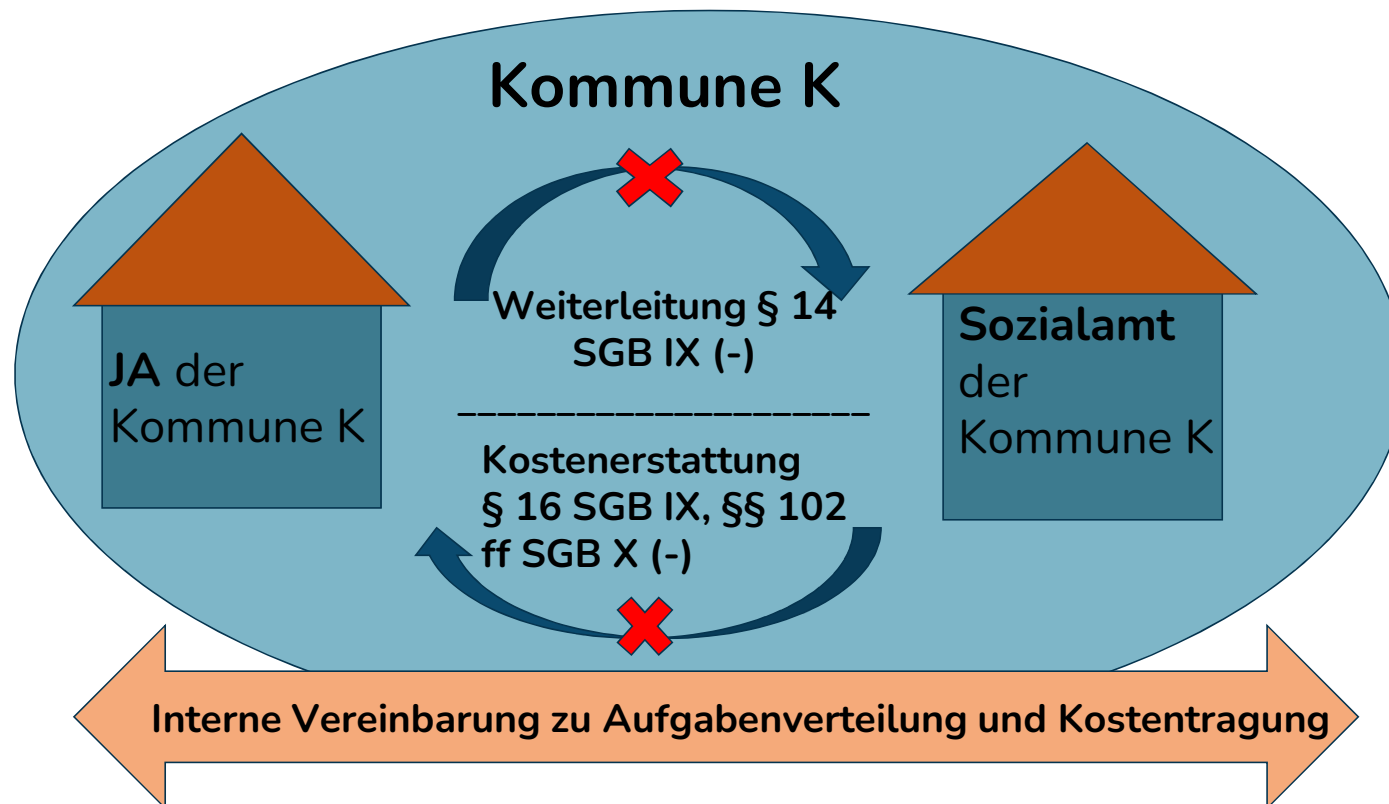 Kommune K
Weiterleitung § 14
SGB IX (-)
JA der
Kommune K
Sozialamt
der
Kommune K
Kostenerstattung
§ 16 SGB IX, §§ 102
ff SGB X (-)
Interne Vereinbarung zu Aufgabenverteilung und Kostentragung